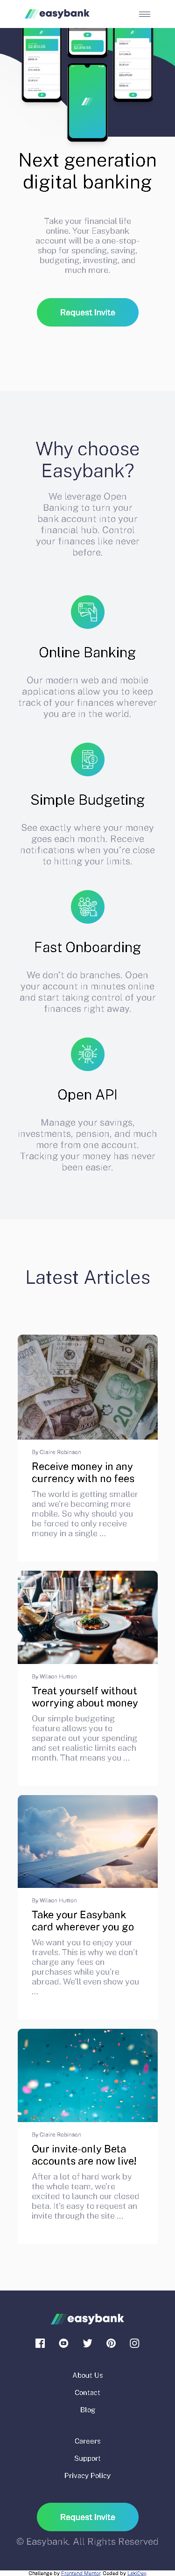 easybank
Next generation
digital banking
Take your financial life
online. Your Easybank
account will be a one-stop-
shop for spending, saving,
budgeting, investing, and
much more.
Request Invite
Why choose
Easybank?
We leverage Open
Banking to turn your
bank account into your
financial hub. Control
your finances like never
before.
Online Banking
Our modern web and mobile
applications allow you to keep
track of your finances wherever
you are in the world.
Simple Budgeting
See exactly where your money
goes each month. Receive
notifications when you're close
to hitting your limits.
Fast Onboarding
We don't do branches. Open
your account in minutes online
and start taking control of your
finances right away.
Open API
Manage your savings,
investments, pension, and much
more from one account.
Tracking your money has never
been easier.
Latest Articles
By Claire Robinson
Receive money in any
currency with no fees
The world is getting smaller
and we're becoming more
mobile. So why should you
be forced to only receive
money in a single ...
By Wilson Hutton
Treat yourself without
worrying about money
Our simple budgeting
feature allows you to
separate out your spending
and set realistic limits each
month. That means you ...
By Wilson Hutton
Take your Easybank
card wherever you go
We want you to enjoy your
travels. This is why we don't
charge any fees on
purchases while you're
abroad. We'll even show you
...
By Claire Robinson
Our invite-only Beta
accounts are now live!
After a lot of hard work by
the whole team, we're
excited to launch our closed
beta. It's easy to request an
invite through the site ...
easybank
About Us
Contact
Blog
Careers
Support
Privacy Policy
Request Invite
© Easybank. All Rights Reserved
Challenge by Frontend Mentor. Coded by